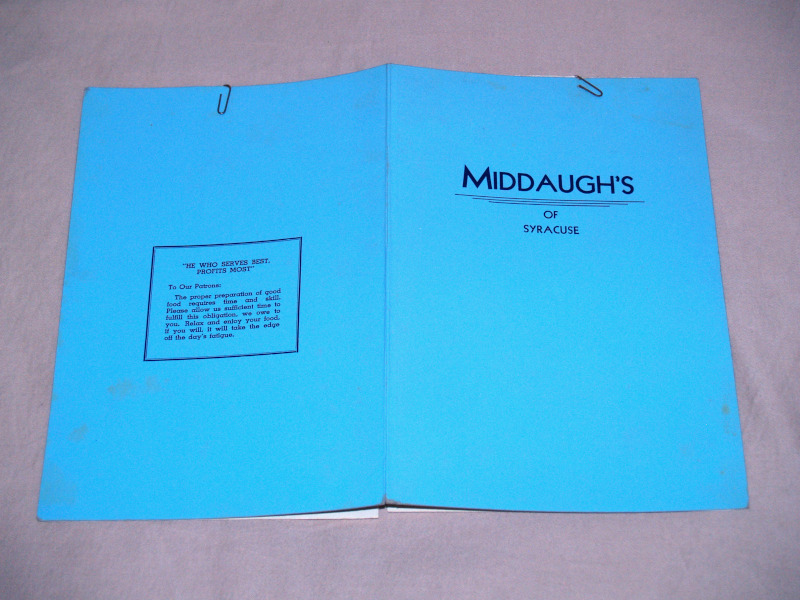 "HE WHO SERVES BEST,
PROFITS MOST"
To Our Patrons:
The proper preparation of good
food requires time and skill.
Please allow us sufficient time to
fulfill this obligation, we owe to
you. Relax and enjoy your food,
if you will, it will take the edge
off the day's fatigue.
MIDDAUGH'S
OF
SYRACUSE